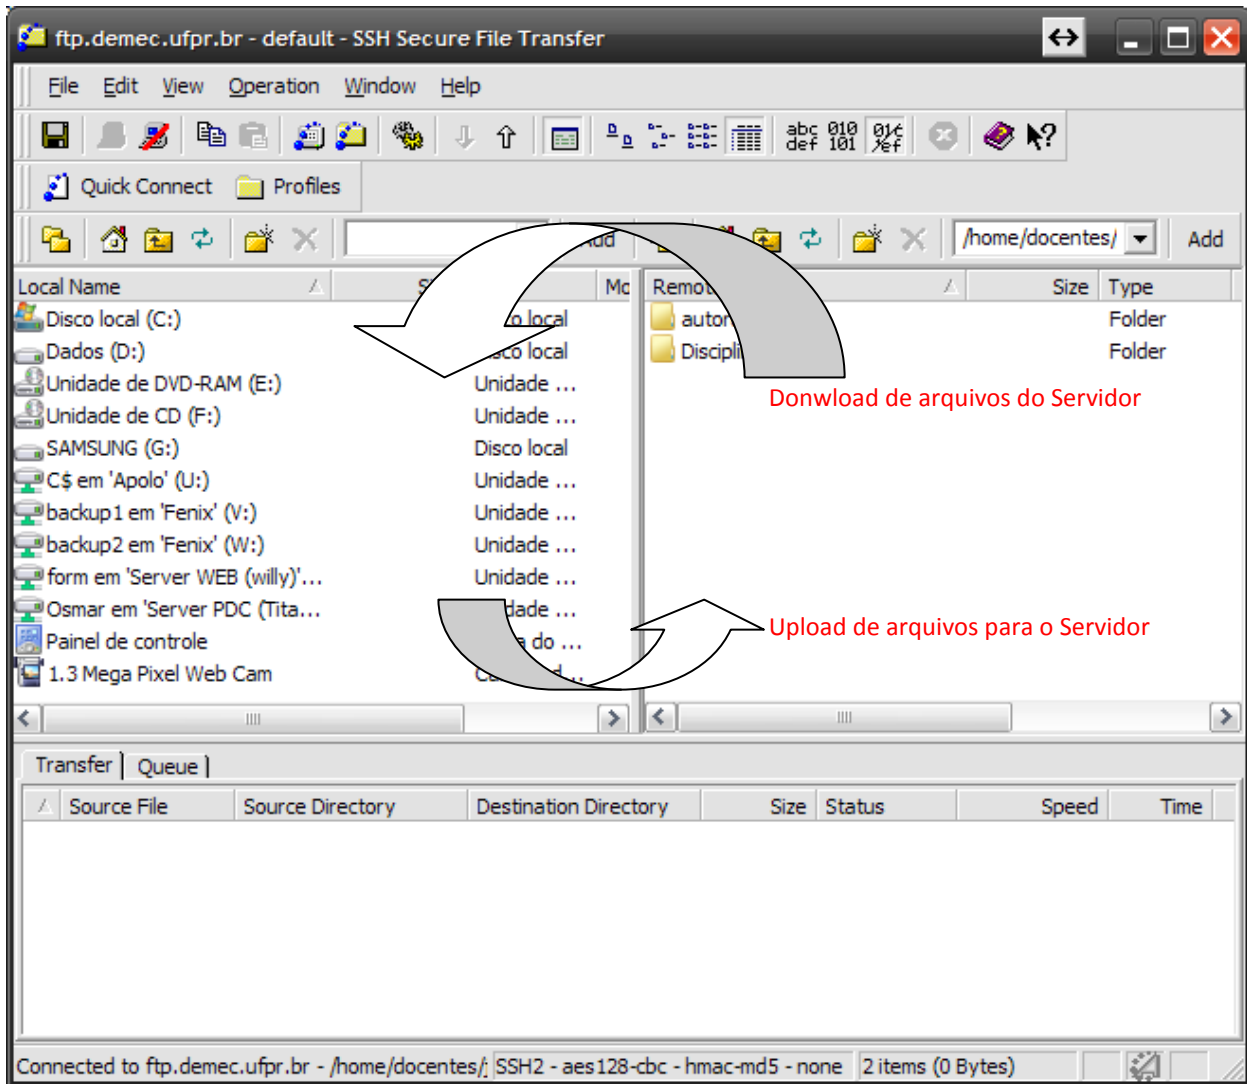 ftp.demec.ufpr.br - default - SSH Secure File Transfer
File Edit View Operation Window Help
abc def 010 101
Quick Connect Profiles
/home/docentes/ Add
Local Name
Size Type
Disco local (C:)
Folder
Dados (D:)
Folder
Unidade de DVD-RAM (E:) Unidade ...
Donwload de arquivos do Servidor
Unidade de CD (F:) Unidade ...
SAMSUNG (G:) Disco local
C$ em 'Apolo' (U:) Unidade ...
backup1 em 'Fenix' (V:) Unidade ...
backup2 em 'Fenix' (W:) Unidade ...
form em 'Server WEB (willy)'... Unidade ...
Osmar em 'Server PDC (Tita...
Upload de arquivos para o Servidor
Painel de controle
1.3 Mega Pixel Web Cam
Transfer Queue
Source File Source Directory Destination Directory Size Status Speed Time
Connected to ftp.demec.ufpr.br - /home/docentes/ SSH2 - aes128-cbc - hmac-md5 - none 2 items (0 Bytes)